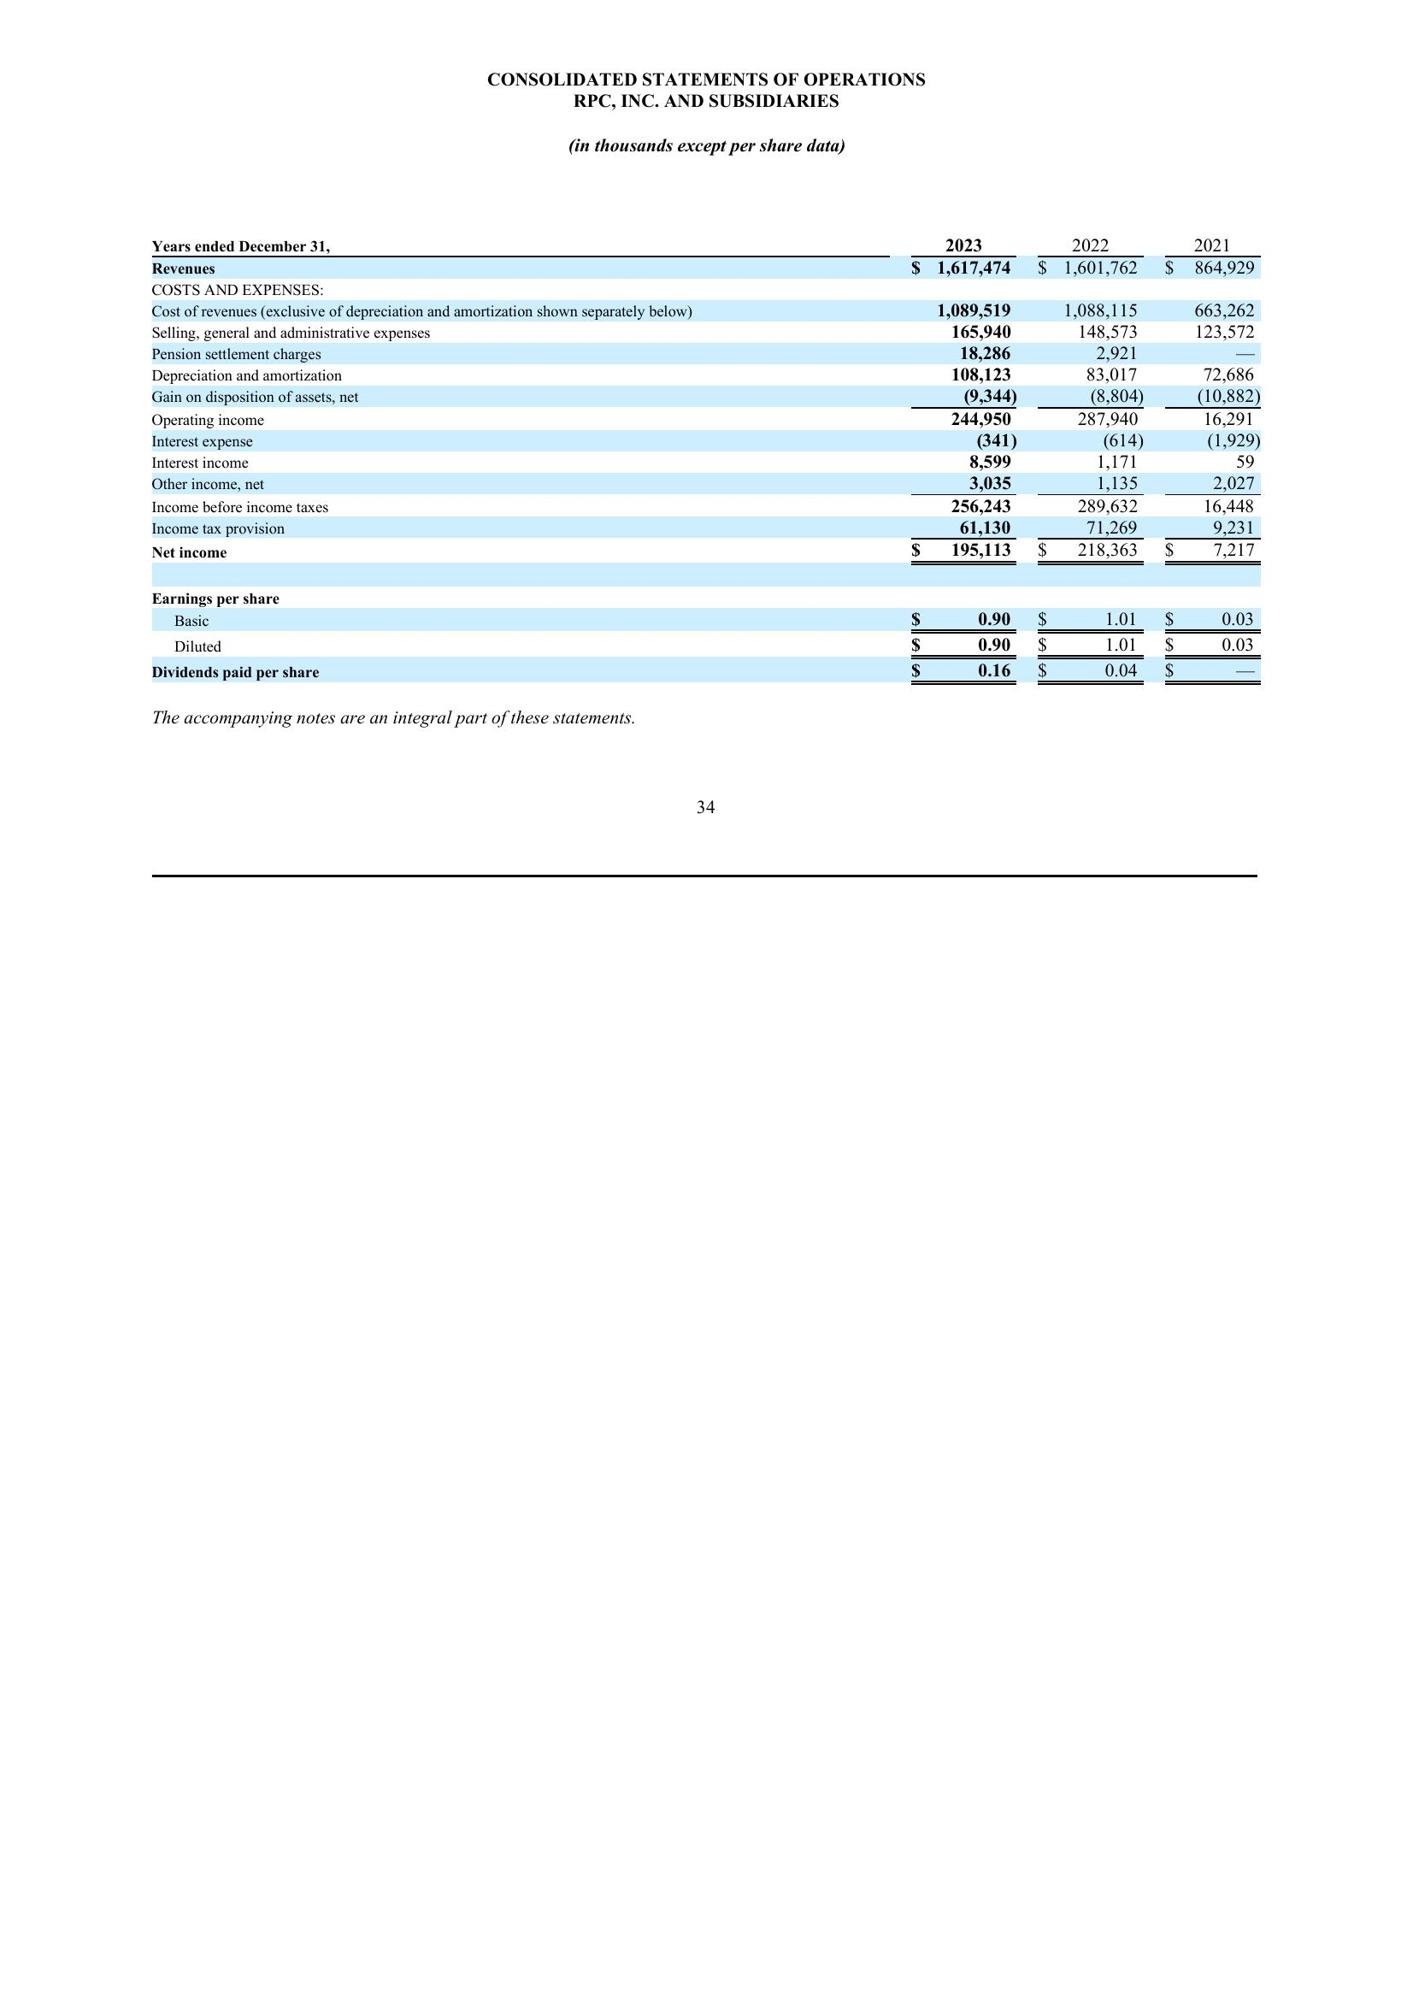 CONSOLIDATED STATEMENTS OF OPERATIONS
RPC, INC. AND SUBSIDIARIES
(in thousands except per share data)
Years ended December 31, 2023 2022 2021
Revenues $ 1,617,474 $ 1,601,762 $ 864,929
COSTS AND EXPENSES:
Cost of revenues (exclusive of depreciation and amortization shown separately below) 1,089,519 1,088,115 663,262
Selling, general and administrative expenses 165,940 148,573 123,572
Pension settlement charges 18,286 2,921 —
Depreciation and amortization 108,123 83,017 72,686
Gain on disposition of assets, net (9,344) (8,804) (10,882)
Operating income 244,950 287,940 16,291
Interest expense (341) (614) (1,929)
Interest income 8,599 1,171 59
Other income, net 3,035 1,135 2,027
Income before income taxes 256,243 289,632 16,448
Income tax provision 61,130 71,269 9,231
Net income $ 195,113 $ 218,363 $ 7,217
Earnings per share
Basic $ 0.90 $ 1.01 $ 0.03
Diluted $ 0.90 $ 1.01 $ 0.03
Dividends paid per share $ 0.16 $ 0.04 $ —
The accompanying notes are an integral part of these statements.
34